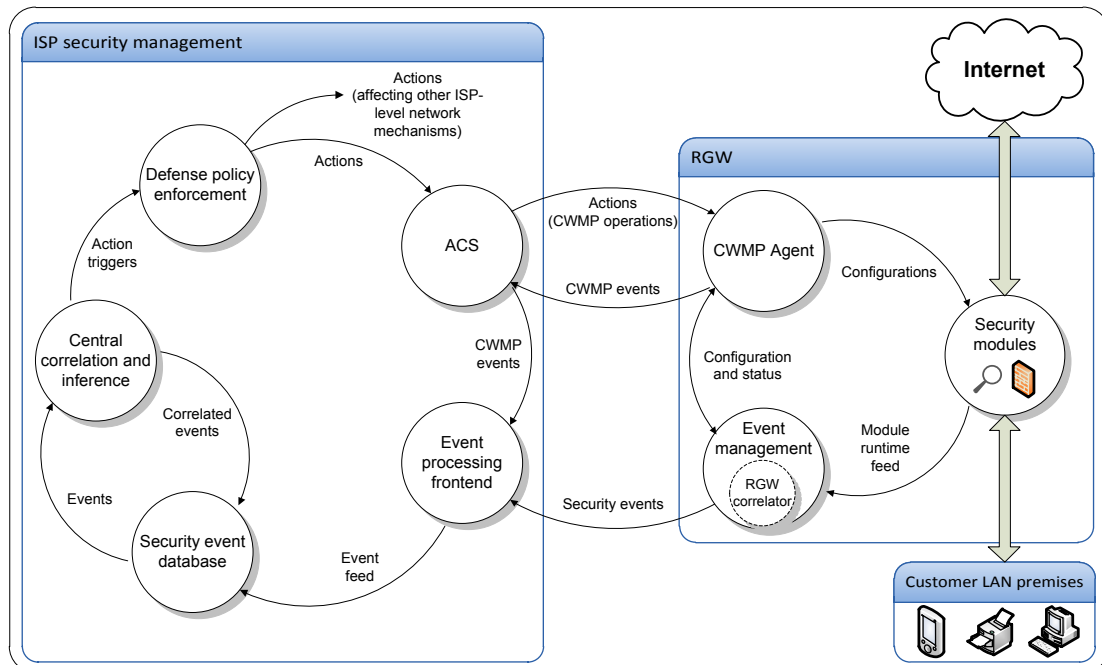 ISP security management
Actions
(affecting other ISP-
level network
mechanisms)
Internet
Defense policy
enforcement
Actions
RGW
Action
triggers
ACS
Actions
(CWMP operations)
CWMP Agent
CWMP events
Configurations
Central
correlation and
inference
CWMP
events
Configuration
and status
Security
modules
Correlated
events
Event
processing
frontend
Event
management
RGW
correlator
Module
runtime
feed
Events
Security events
Security event
database
Event
feed
Customer LAN premises